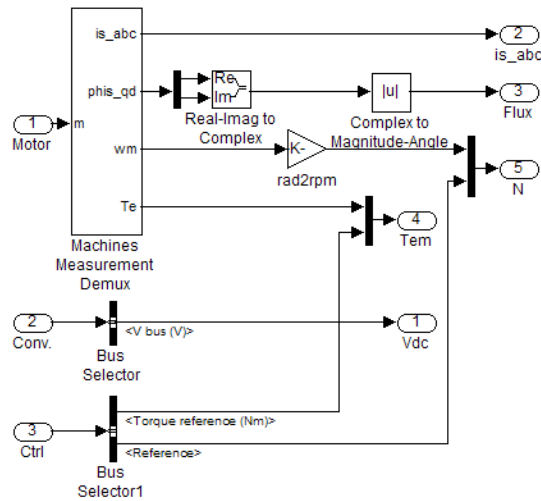 is_abc
2
is_abc
phis_qd
Re
Im
|u|
3
Flux
1
m
Motor
Real-Imag to
Complex
Complex to
Magnitude-Angle
wm
K-
rad2rpm
5
N
Te
4
Tem
Machines
Measurement
Demux
2
Conv.
<V bus (V)>
1
Vdc
Bus
Selector
3
Ctrl
<Torque reference (Nm)>
<Reference>
Bus
Selector1